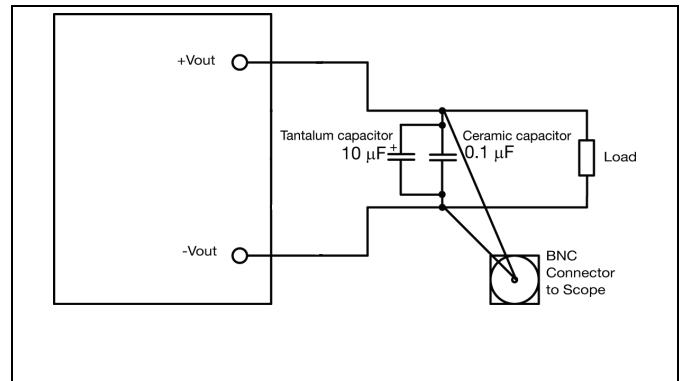 +Vout
Tantalum capacitor
10 μF
+
Ceramic capacitor
0.1 μF
Load
-Vout
BNC
Connector
to Scope